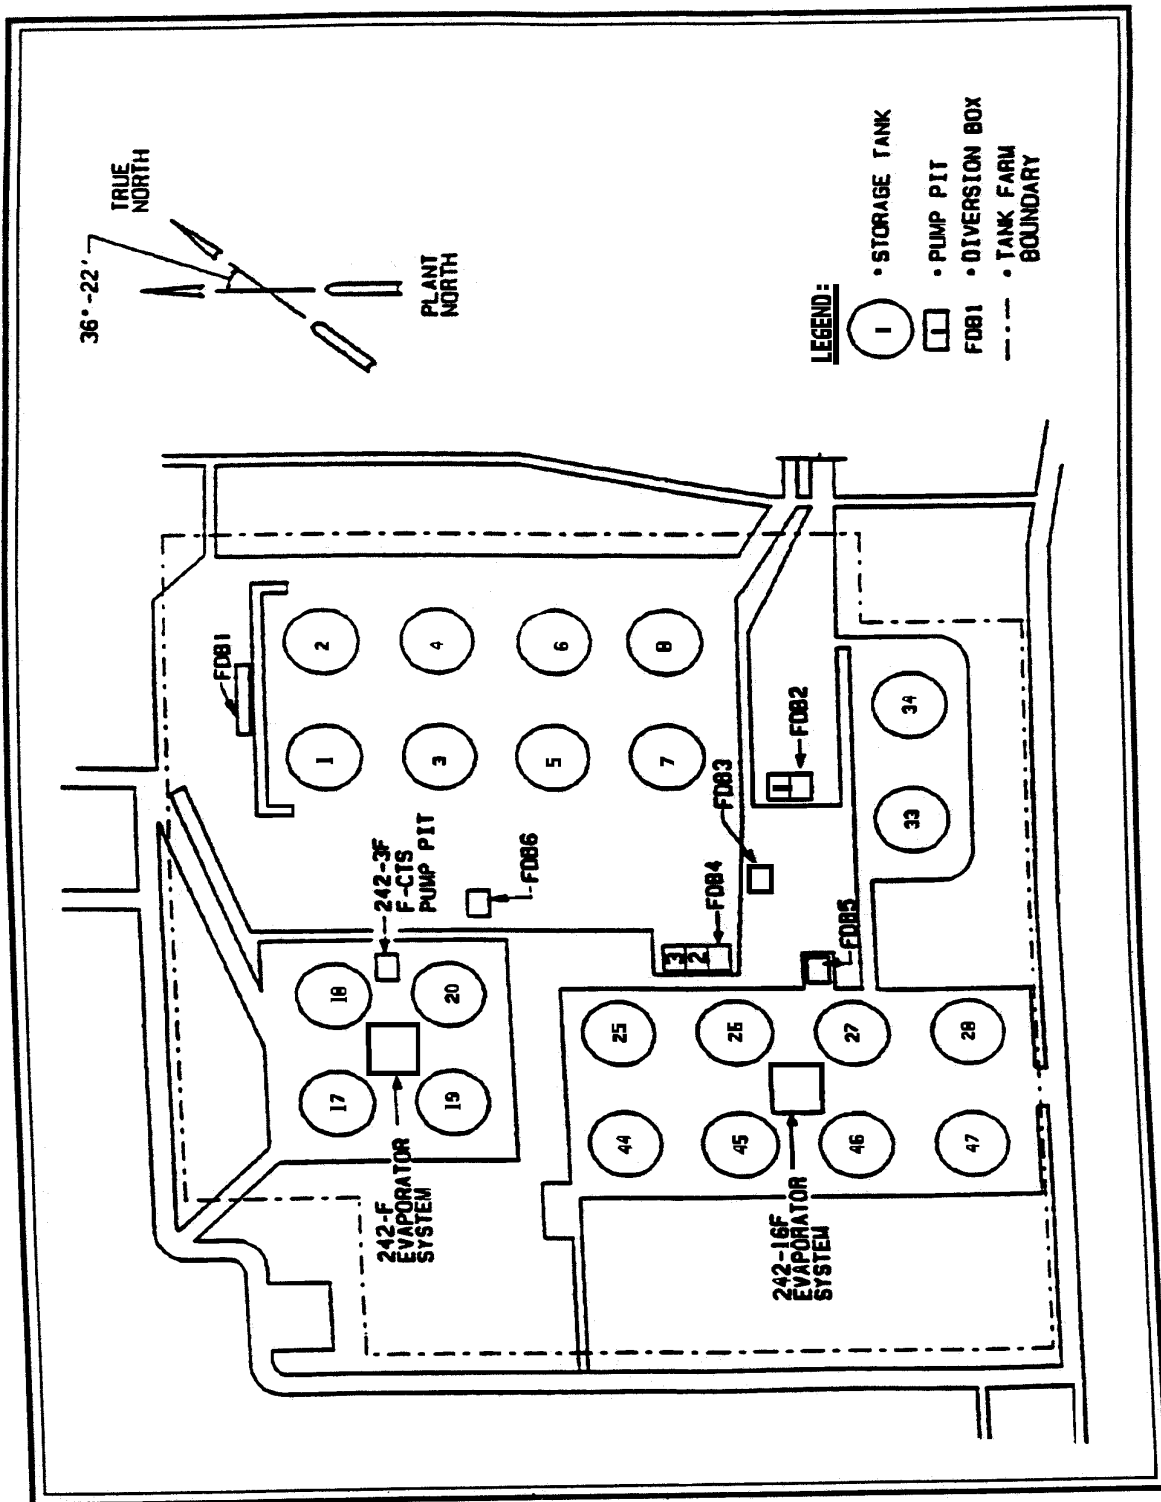 36°-22'
TRUE
NORTH
PLANT
NORTH
LEGEND:
1 • STORAGE TANK
1 • PUMP PIT
FDB1 • DIVERSION BOX
• TANK FARM
BOUNDARY
FDB1
2
4
6
8
1
3
5
7
242-3F
F-CTS
PUMP PIT
FDB6
FDB4
3
2
FDB3
1
FDB2
FDB5
34
33
18
20
17
19
242-F
EVAPORATOR
SYSTEM
25
26
27
28
44
45
46
47
242-16F
EVAPORATOR
SYSTEM